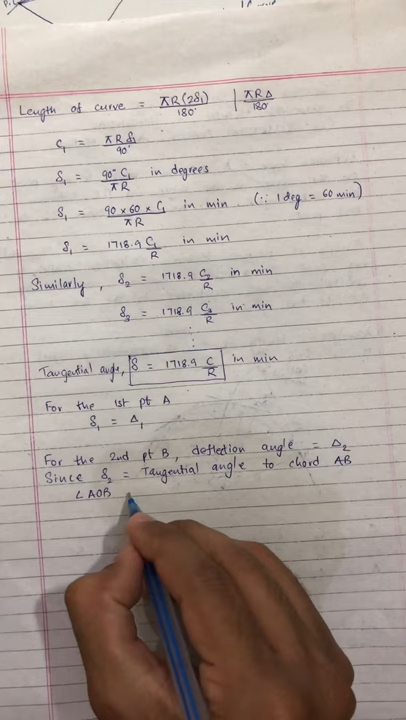 Length of curve = πR(2δ₁)/180° | πRΔ/180
C₁ = πRδ₁/90°
δ₁ = 90° C₁/πR in degrees
δ₁ = 90 × 60 × C₁/πR in min (∵ 1 deg = 60 min)
δ₁ = 1718.9 C₁/R in min
Similarly, δ₂ = 1718.9 C₂/R in min
δ₃ = 1718.9 C₃/R in min
⋮
Tangential angle, δ = 1718.9 C/R in min
For the 1st pt A
δ₁ = Δ₁
For the 2nd pt B, deflection angle = Δ₂
Since δ₂ = Tangential angle to chord AB
∠AOB